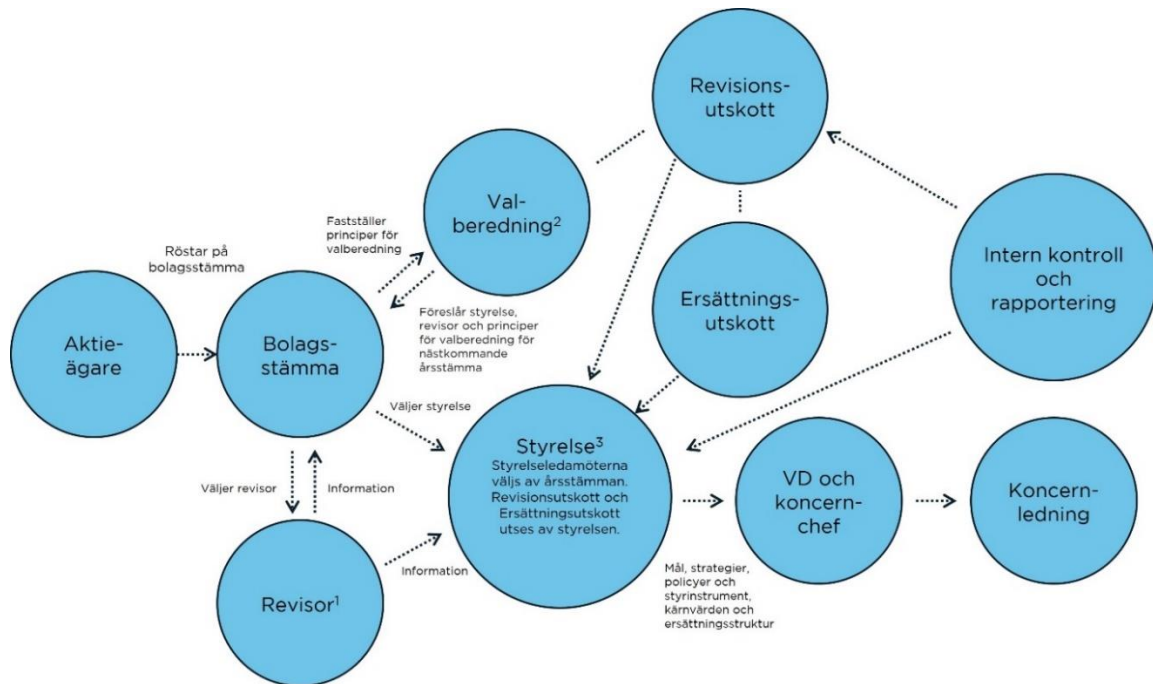 Revisions-
utskott
Val-
beredning²
Fastställer
principer för
valberedning
Röstar på
bolagsstämma
Intern kontroll
och
rapportering
Ersättnings-
utskott
Föreslår styrelse,
revisor och principer
för valberedning för
nästkommande
årsstämma
Aktie-
ägare
Bolags-
stämma
Väljer styrelse
Styrelse³
Styrelseledamöterna
väljs av årsstämman.
Revisionsutskott och
Ersättningsutskott
utses av styrelsen.
VD och
koncern-
chef
Koncern-
ledning
Väljer revisor
Information
Information
Revisor¹
Mål, strategier,
policyer och
styrinstrument,
kärnvärden och
ersättningsstruktur